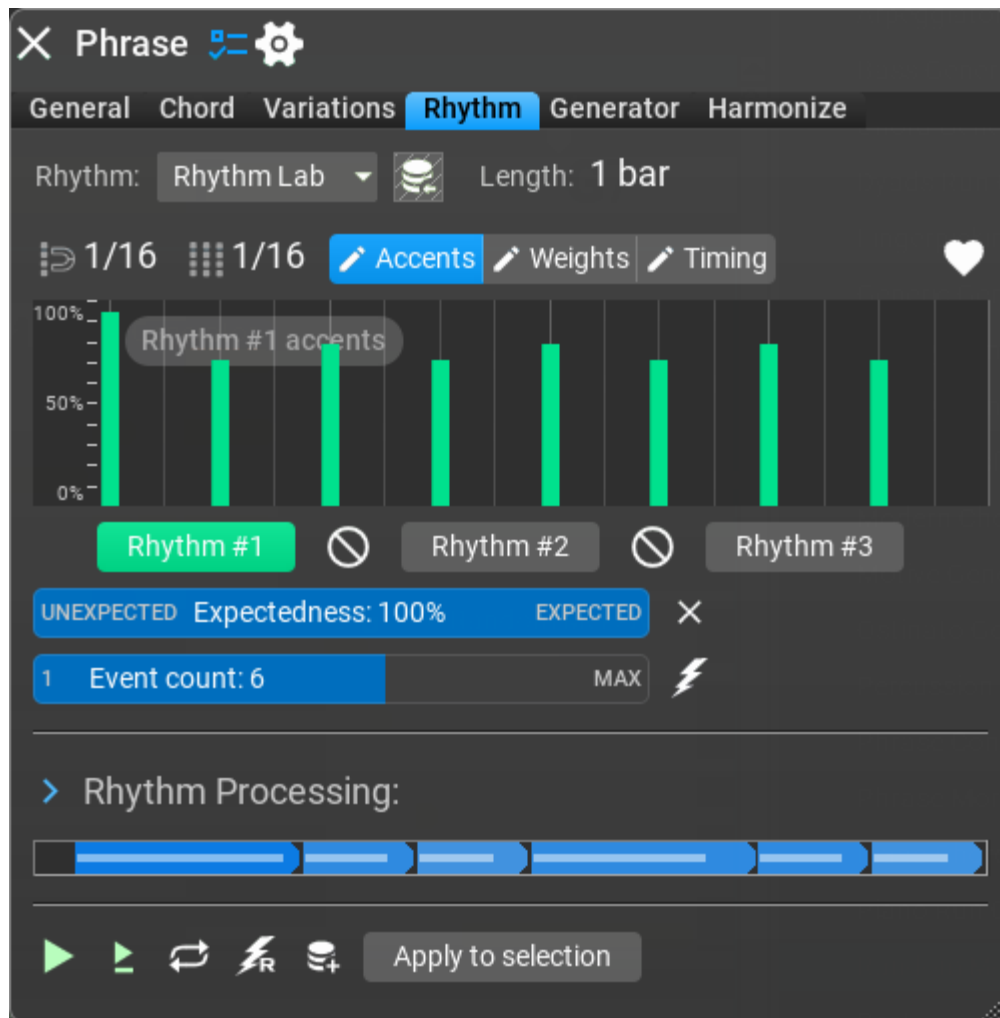 Phrase
General Chord Variations Rhythm Generator Harmonize
Rhythm: Rhythm Lab Length: 1 bar
1/16 1/16 Accents Weights Timing
100%
Rhythm #1 accents
50%
0%
Rhythm #1 Rhythm #2 Rhythm #3
UNEXPECTED Expectedness: 100% EXPECTED
1 Event count: 6 MAX
Rhythm Processing:
R Apply to selection